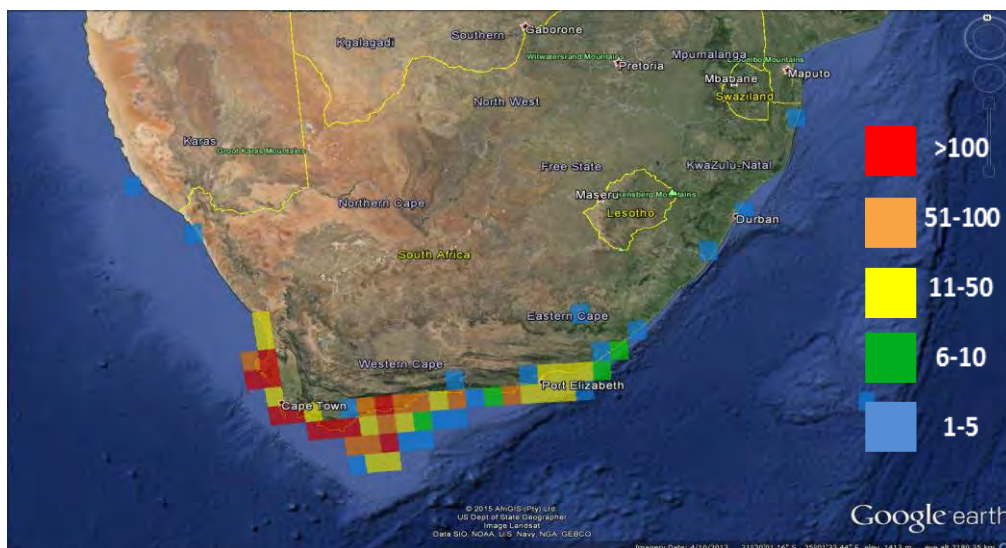 N
Gaborone
Southern
Kgalagadi
Mpumalanga
Witwatersrand Mountains
Pretoria
Mbabane
Maputo
Swaziland
North West
Karas
Groot Karas Mountains
>100
Free State
KwaZulu-Natal
Maseru
Northern Cape
Lesotho
Durban
51-100
South Africa
11-50
Eastern Cape
6-10
Western Cape
Port Elizabeth
Cape Town
1-5
© 2015 AfriGIS (Pty) Ltd.
US Dept of State Geographer
Image Landsat
Data SIO, NOAA, U.S. Navy, NGA, GEBCO
Google earth